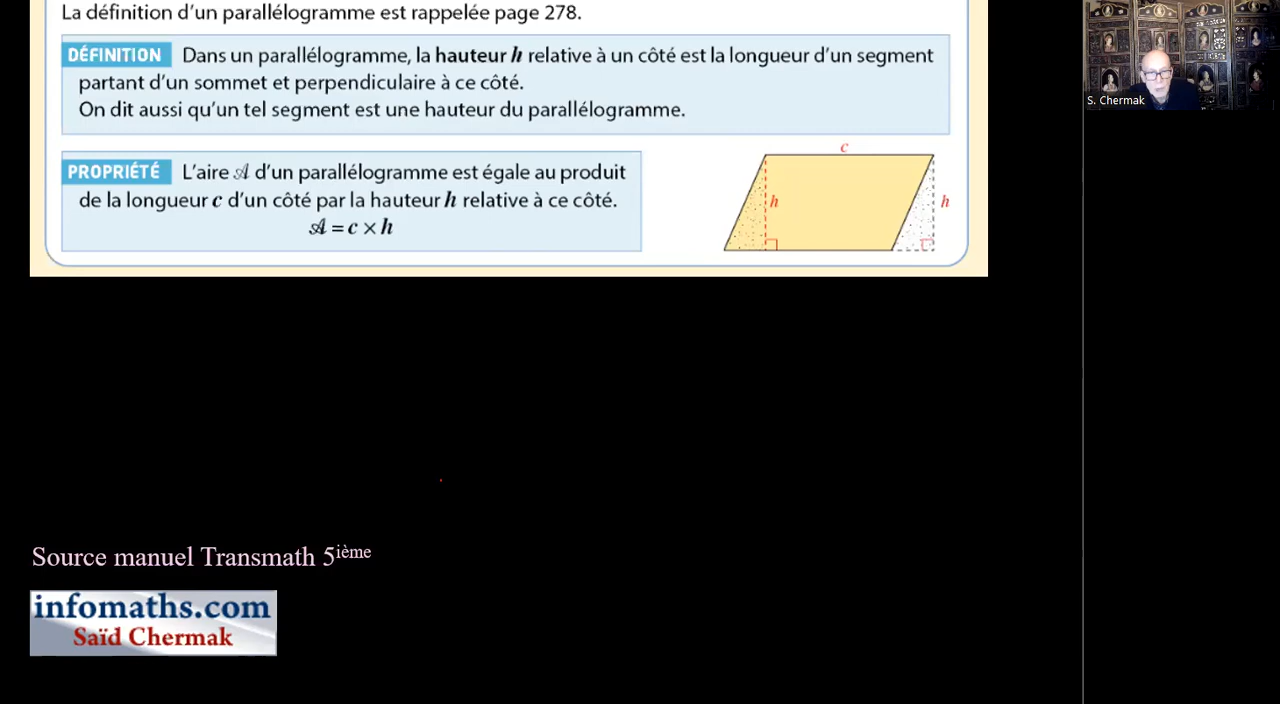 La définition d'un parallélogramme est rappelée page 278.
DÉFINITION Dans un parallélogramme, la hauteur h relative à un côté est la longueur d'un segment
partant d'un sommet et perpendiculaire à ce côté.
On dit aussi qu'un tel segment est une hauteur du parallélogramme.
PROPRIÉTÉ L'aire 𝒜 d'un parallélogramme est égale au produit
de la longueur c d'un côté par la hauteur h relative à ce côté.
𝒜 = c × h
c
h
h
S. Chermak
Source manuel Transmath 5ième
infomaths.com
Saïd Chermak